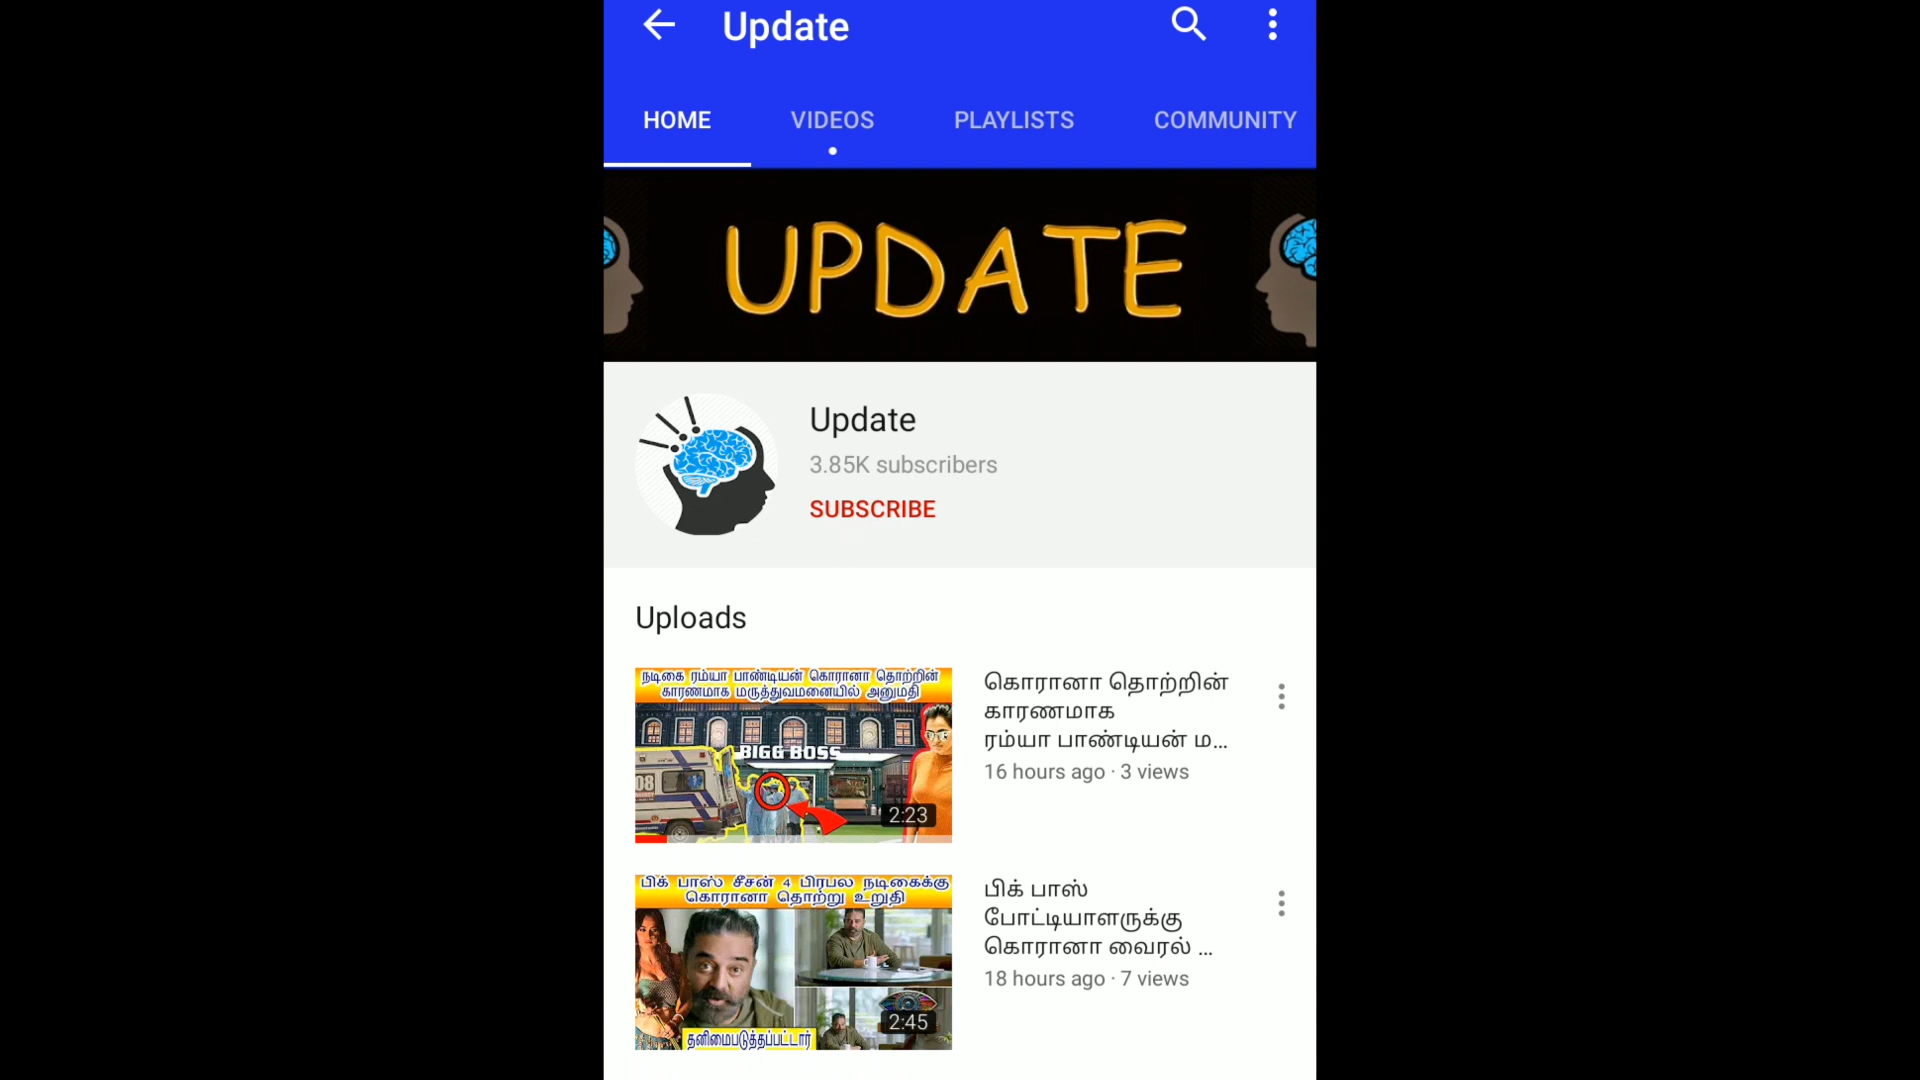 Update
HOME
VIDEOS
PLAYLISTS
COMMUNITY
UPDATE
Update
3.85K subscribers
SUBSCRIBE
Uploads
நடிகை ரம்யா பாண்டியன் கொரானா தொற்றின்
காரணமாக மருத்துவமனையில் அனுமதி
BIGG BOSS
08
2:23
கொரானா தொற்றின்
காரணமாக
ரம்யா பாண்டியன் ம...
16 hours ago · 3 views
பிக் பாஸ் சீசன் 4 பிரபல நடிகைக்கு
கொரானா தொற்று உறுதி
தனிமைபடுத்தப்பட்டார்
2:45
பிக் பாஸ்
போட்டியாளருக்கு
கொரானா வைரல் ...
18 hours ago · 7 views